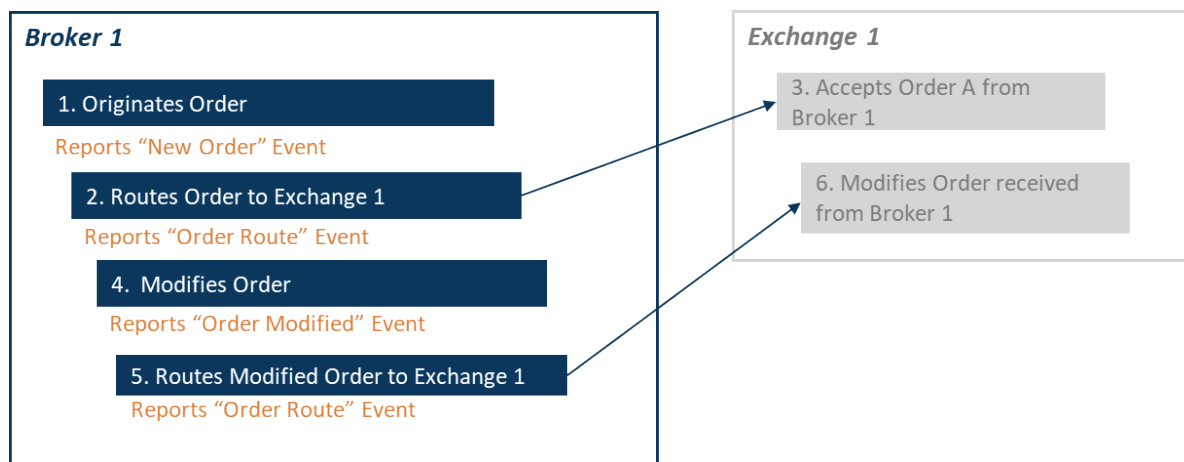 Broker 1
1. Originates Order
Reports “New Order” Event
2. Routes Order to Exchange 1
Reports “Order Route” Event
4.  Modifies Order
Reports “Order Modified” Event
5. Routes Modified Order to Exchange 1
Reports “Order Route” Event
Exchange 1
3. Accepts Order A from
Broker 1
6. Modifies Order received
from Broker 1